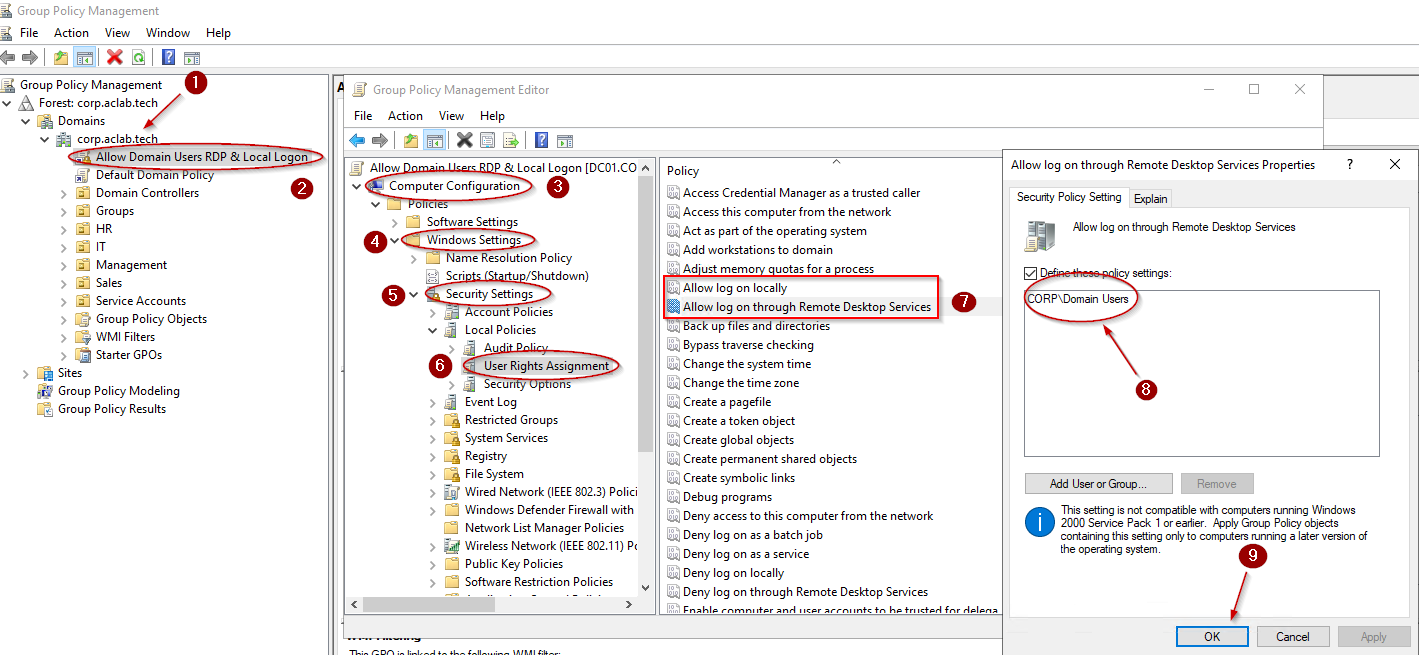 Group Policy Management
File Action View Window Help
Group Policy Management
1
Forest: corp.aclab.tech
Domains
corp.aclab.tech
Allow Domain Users RDP & Local Logon
Default Domain Policy
2
Domain Controllers
Groups
HR
IT
Management
Sales
Service Accounts
Group Policy Objects
WMI Filters
Starter GPOs
Sites
Group Policy Modeling
Group Policy Results
Group Policy Management Editor
File Action View Help
Allow Domain Users RDP & Local Logon [DC01.CO
Computer Configuration
3
Policies
Software Settings
4
Windows Settings
Name Resolution Policy
Scripts (Startup/Shutdown)
5
Security Settings
Account Policies
Local Policies
Audit Policy
6
User Rights Assignment
Security Options
Event Log
Restricted Groups
System Services
Registry
File System
Wired Network (IEEE 802.3) Polici
Windows Defender Firewall with
Network List Manager Policies
Wireless Network (IEEE 802.11) Pc
Public Key Policies
Software Restriction Policies
Policy
Access Credential Manager as a trusted caller
Access this computer from the network
Act as part of the operating system
Add workstations to domain
Adjust memory quotas for a process
Allow log on locally
Allow log on through Remote Desktop Services
7
Back up files and directories
Bypass traverse checking
Change the system time
Change the time zone
Create a pagefile
Create a token object
Create global objects
Create permanent shared objects
Create symbolic links
Debug programs
Deny access to this computer from the network
Deny log on as a batch job
Deny log on as a service
Deny log on locally
Deny log on through Remote Desktop Services
Enable computer and user accounts to be trusted for delega
Allow log on through Remote Desktop Services Properties
?
Security Policy Setting Explain
Allow log on through Remote Desktop Services
Define these policy settings:
CORP\Domain Users
8
Add User or Group... Remove
This setting is not compatible with computers running Windows
2000 Service Pack 1 or earlier. Apply Group Policy objects
containing this setting only to computers running a later version of
the operating system.
9
OK Cancel Apply
WMI Filtering
This GPO is linked to the following WMI filter: